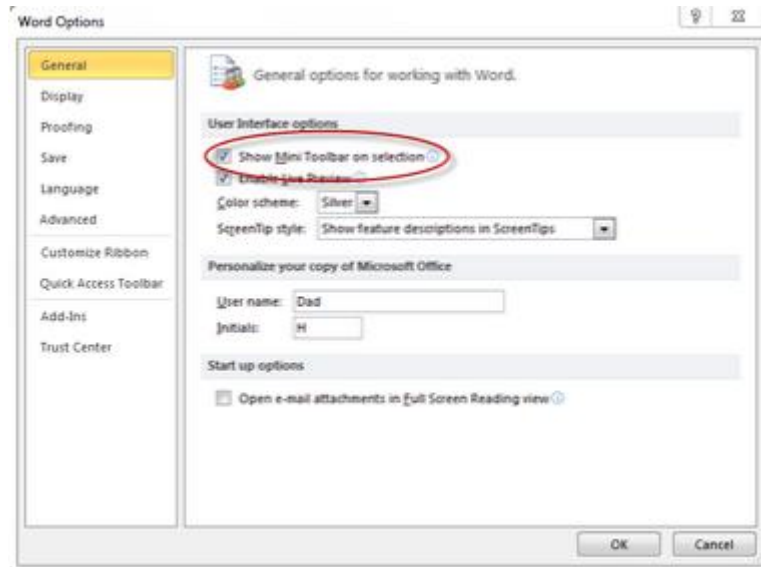 Word Options
General
Display
Proofing
Save
Language
Advanced
Customize Ribbon
Quick Access Toolbar
Add-Ins
Trust Center
General options for working with Word.
User Interface options
Show Mini Toolbar on selection
Enable Live Preview
Color scheme: Silver
ScreenTip style: Show feature descriptions in ScreenTips
Personalize your copy of Microsoft Office
User name: Dad
Initials: H
Start up options
Open e-mail attachments in Full Screen Reading view
OK Cancel